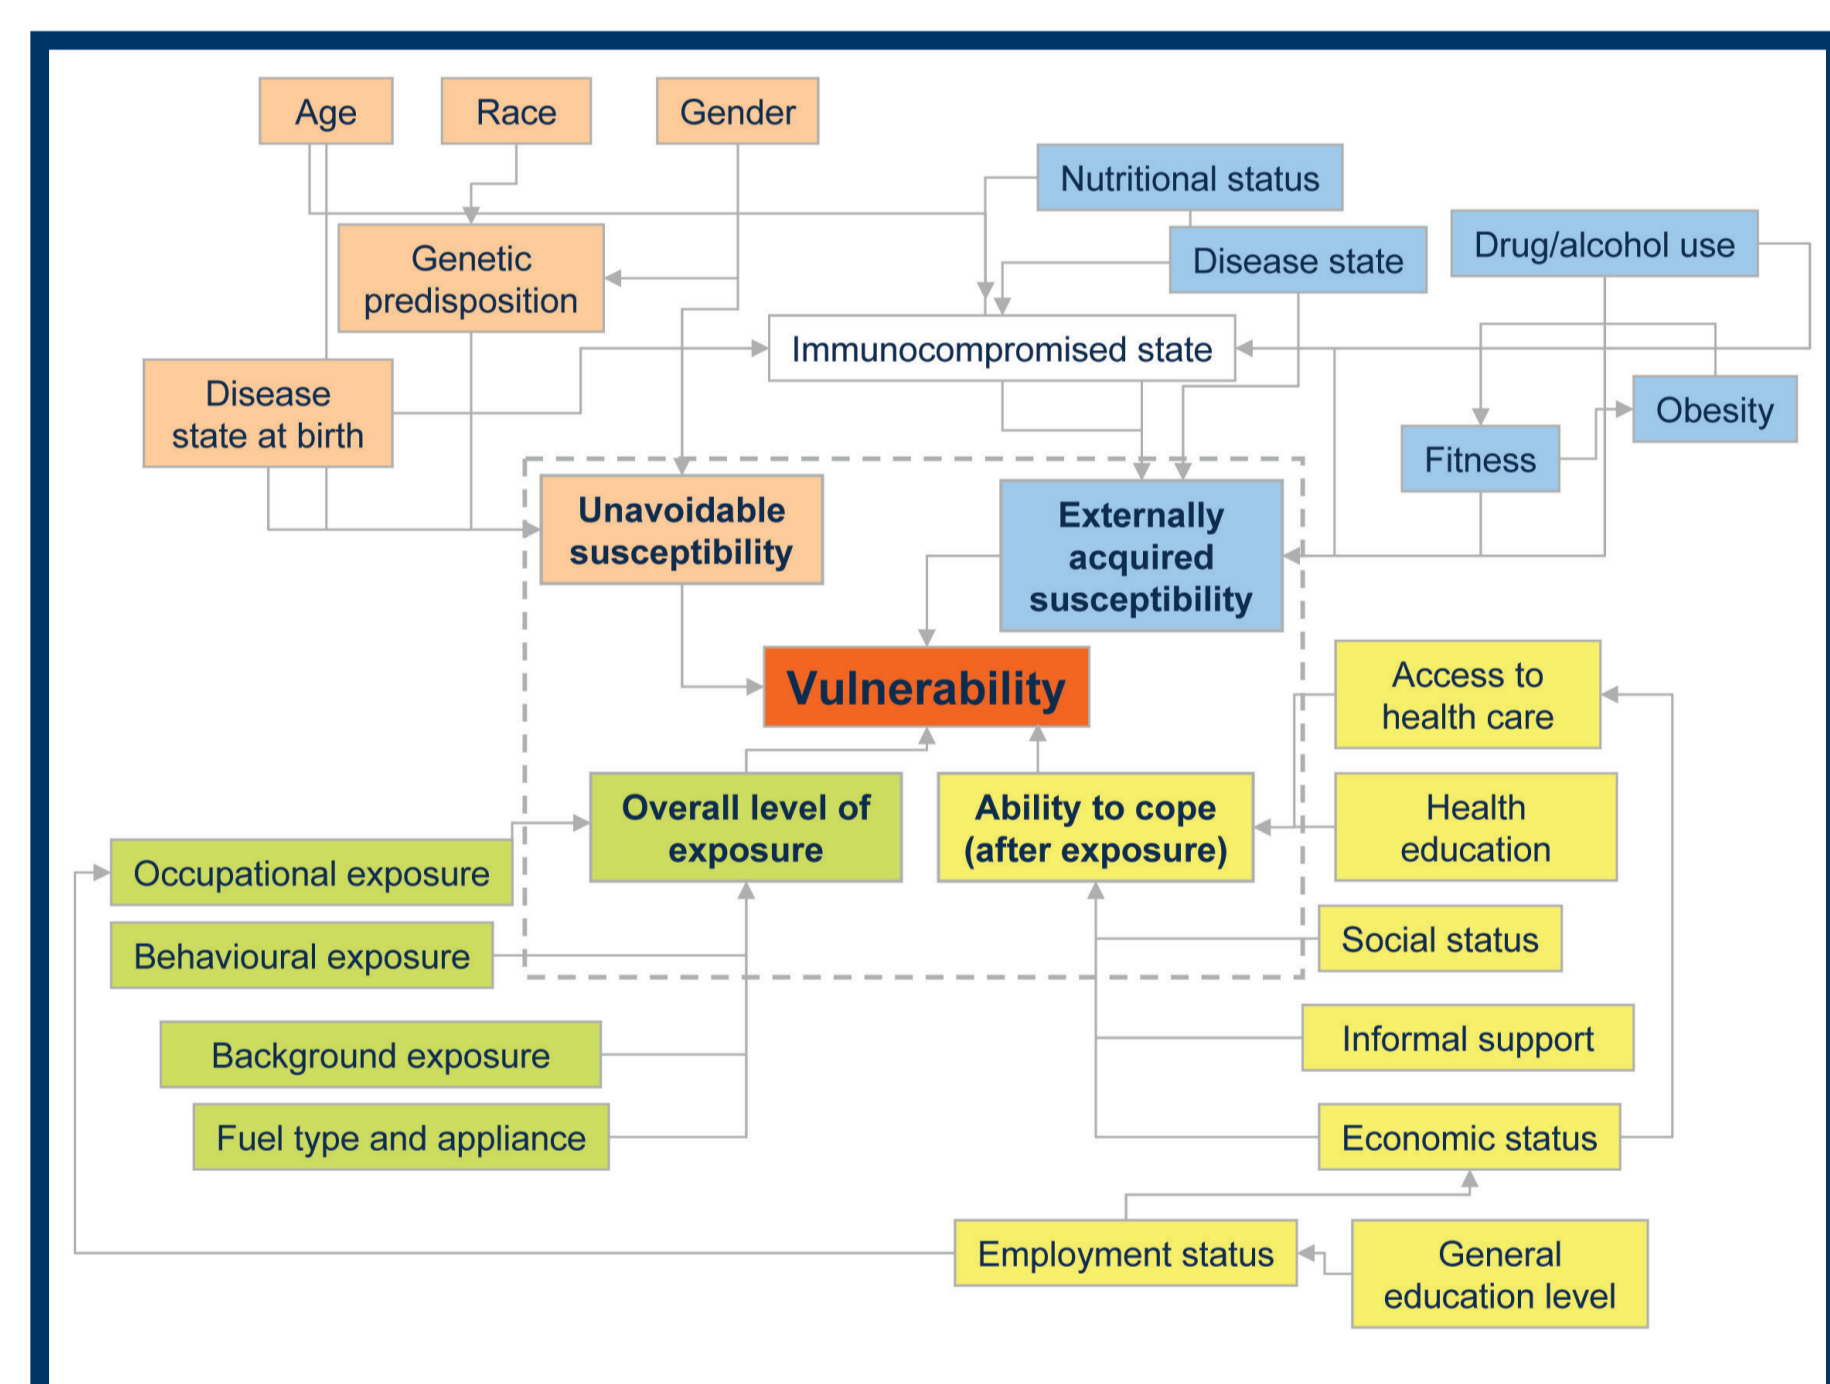 Age
Race
Gender
Nutritional status
Drug/alcohol use
Genetic
predisposition
Disease state
Immunocompromised state
Disease
state at birth
Obesity
Fitness
Unavoidable
susceptibility
Externally
acquired
susceptibility
Vulnerability
Access to
health care
Overall level of
exposure
Ability to cope
(after exposure)
Health
education
Occupational exposure
Behavioural exposure
Social status
Background exposure
Informal support
Fuel type and appliance
Economic status
Employment status
General
education level